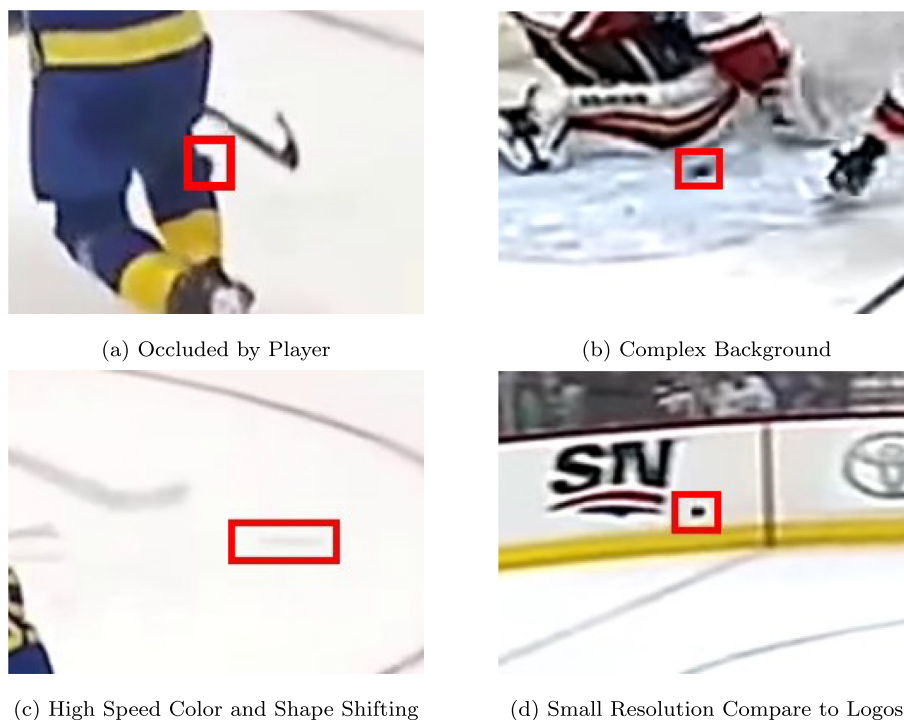 (a) Occluded by Player
(b) Complex Background
SN
(c) High Speed Color and Shape Shifting
(d) Small Resolution Compare to Logos